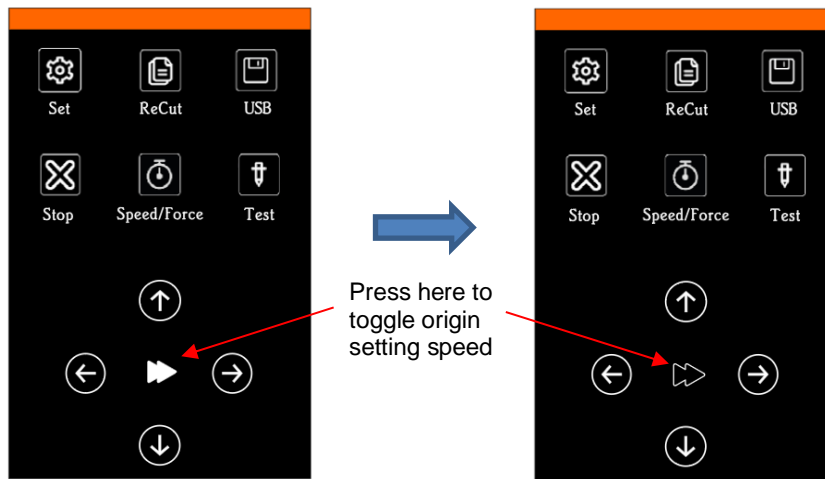 Set ReCut USB
Stop Speed/Force Test
Press here to
toggle origin
setting speed
Set ReCut USB
Stop Speed/Force Test